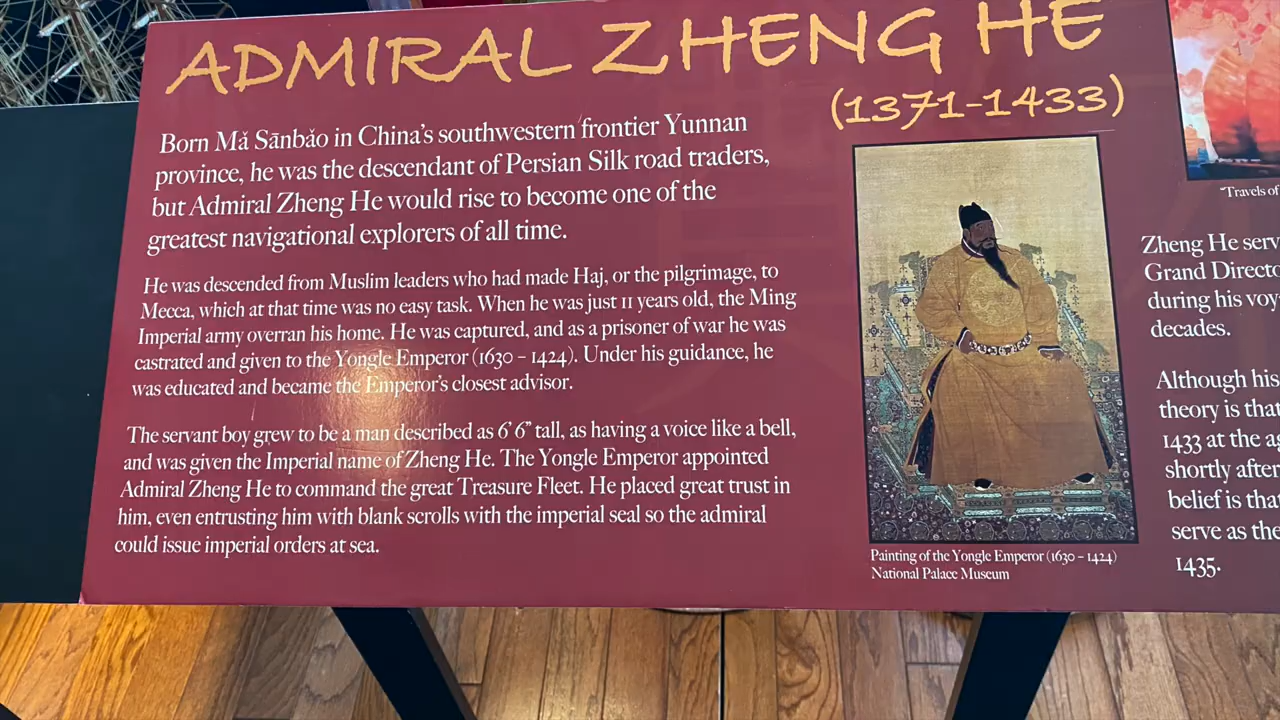 ADMIRAL ZHENG HE
(1371-1433)
Born Mǎ Sānbǎo in China's southwestern frontier Yunnan
province, he was the descendant of Persian Silk road traders,
but Admiral Zheng He would rise to become one of the
greatest navigational explorers of all time.
He was descended from Muslim leaders who had made Haj, or the pilgrimage, to
Mecca, which at that time was no easy task. When he was just 11 years old, the Ming
Imperial army overran his home. He was captured, and as a prisoner of war he was
castrated and given to the Yongle Emperor (1630 – 1424). Under his guidance, he
was educated and became the Emperor's closest advisor.
The servant boy grew to be a man described as 6' 6" tall, as having a voice like a bell,
and was given the Imperial name of Zheng He. The Yongle Emperor appointed
Admiral Zheng He to command the great Treasure Fleet. He placed great trust in
him, even entrusting him with blank scrolls with the imperial seal so the admiral
could issue imperial orders at sea.
Painting of the Yongle Emperor (1630 – 1424)
National Palace Museum
"Travels of
Zheng He serv
Grand Directo
during his voy
decades.
Although his
theory is that
1433 at the ag
shortly after
belief is that
serve as the
1435.